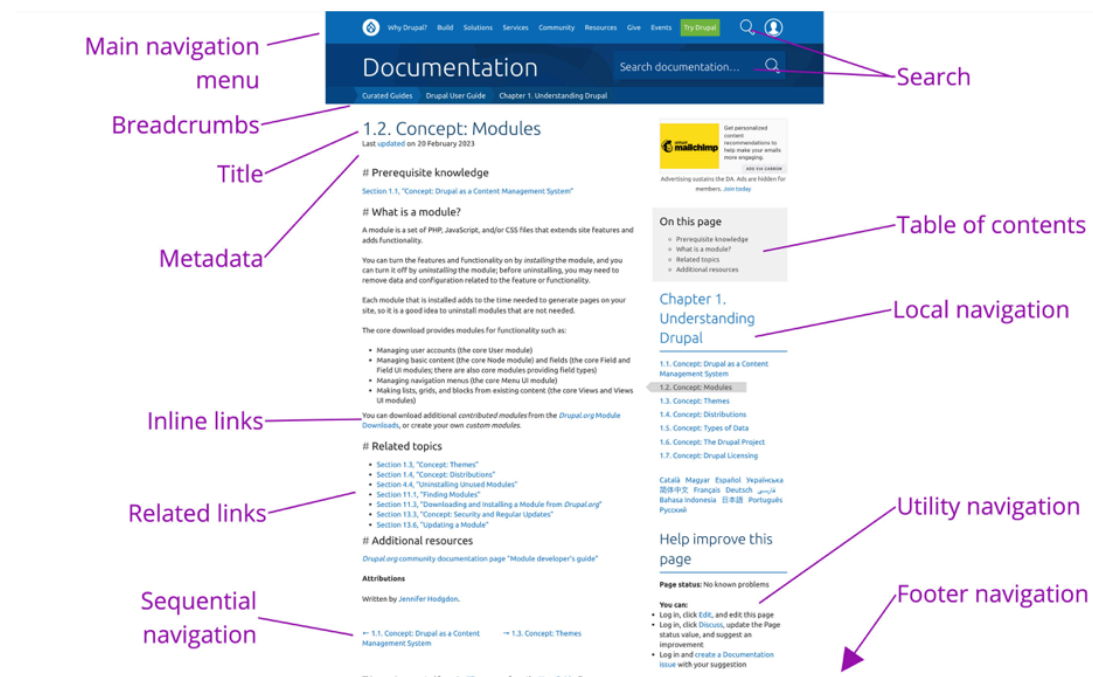 Main navigation
menu
Breadcrumbs
Title
Metadata
Inline links
Related links
Sequential
navigation
Why Drupal? Build Solutions Services Community Resources Give Events Try Drupal
Documentation
Search documentation...
Curated Guides Drupal User Guide Chapter 1. Understanding Drupal
1.2. Concept: Modules
Last updated on 20 February 2023
# Prerequisite knowledge
Section 1.1, "Concept: Drupal as a Content Management System"
# What is a module?
A module is a set of PHP, JavaScript, and/or CSS files that extends site features and
adds functionality.
You can turn the features and functionality on by installing the module, and you
can turn it off by uninstalling the module; before uninstalling, you may need to
remove data and configuration related to the feature or functionality.
Each module that is installed adds to the time needed to generate pages on your
site, so it is a good idea to uninstall modules that are not needed.
The core download provides modules for functionality such as:
• Managing user accounts (the core User module)
• Managing basic content (the core Node module) and fields (the core Field and
Field UI modules; there are also core modules providing field types)
• Managing navigation menus (the core Menu UI module)
• Making lists, grids, and blocks from existing content (the core Views and Views
UI modules)
You can download additional contributed modules from the Drupal.org Module
Downloads, or create your own custom modules.
# Related topics
• Section 1.3, "Concept: Themes"
• Section 1.4, "Concept: Distributions"
• Section 4.4, "Uninstalling Unused Modules"
• Section 11.1, "Finding Modules"
• Section 11.3, "Downloading and Installing a Module from Drupal.org"
• Section 13.3, "Concept: Security and Regular Updates"
• Section 13.6, "Updating a Module"
# Additional resources
Drupal.org community documentation page "Module developer's guide"
Attributions
Written by Jennifer Hodgdon.
← 1.1. Concept: Drupal as a Content
Management System
→ 1.3. Concept: Themes
intuit
mailchimp
Get personalized
content
recommendations to
help make your emails
more engaging.
ADS VIA CARBON
Advertising sustains the DA. Ads are hidden for
members. Join today
On this page
Prerequisite knowledge
What is a module?
Related topics
Additional resources
Chapter 1.
Understanding
Drupal
1.1. Concept: Drupal as a Content
Management System
1.2. Concept: Modules
1.3. Concept: Themes
1.4. Concept: Distributions
1.5. Concept: Types of Data
1.6. Concept: The Drupal Project
1.7. Concept: Drupal Licensing
Català Magyar Español Українська
简体中文 Français Deutsch فارسی
Bahasa Indonesia 日本語 Português
Русский
Help improve this
page
Page status: No known problems
You can:
• Log in, click Edit, and edit this page
• Log in, click Discuss, update the Page
status value, and suggest an
improvement
• Log in and create a Documentation
issue with your suggestion
Search
Table of contents
Local navigation
Utility navigation
Footer navigation